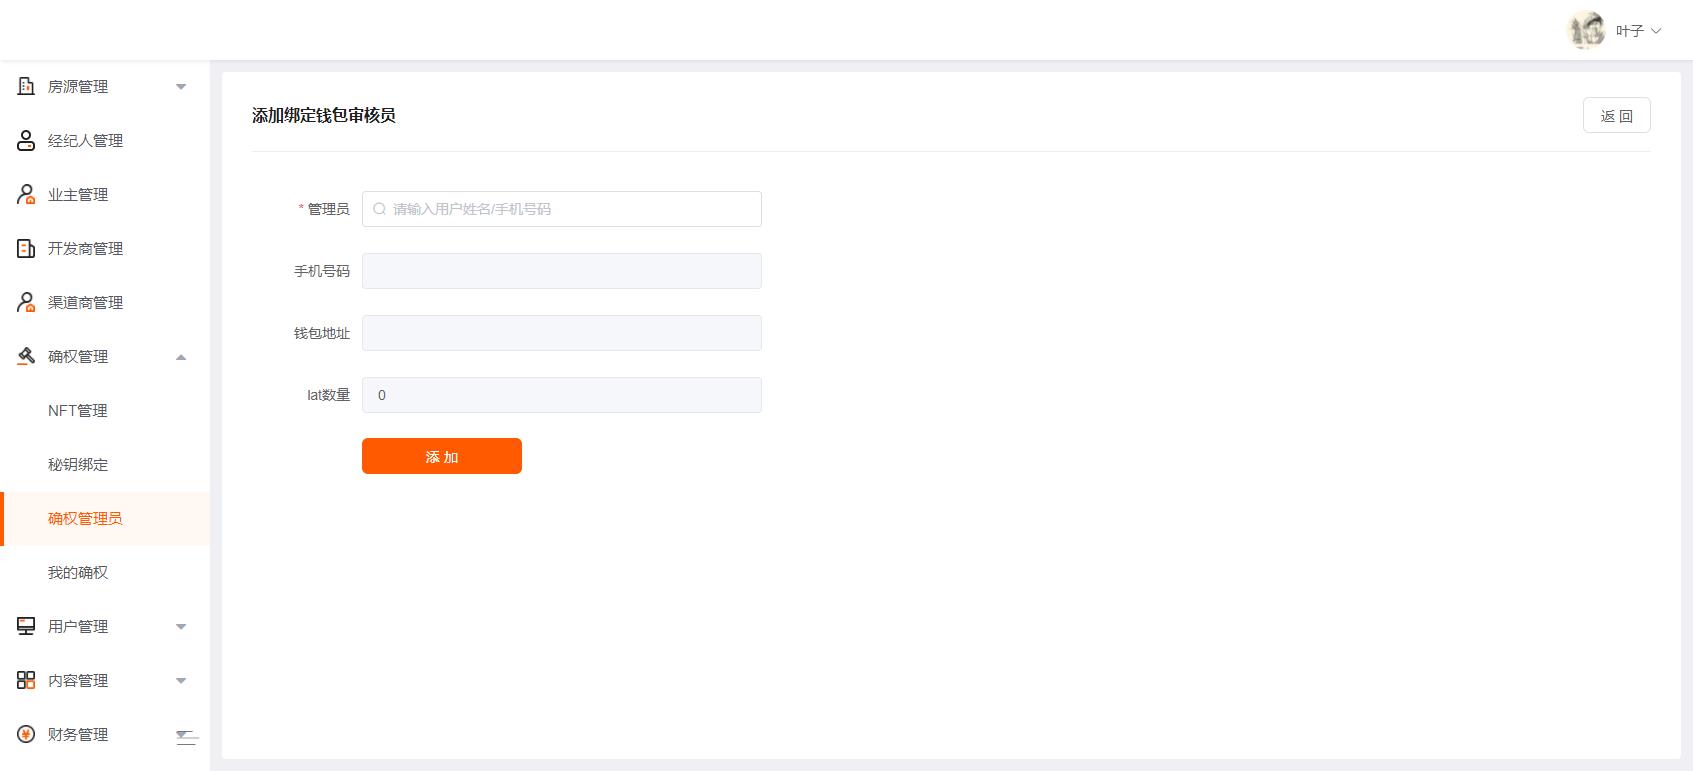 叶子
房源管理
经纪人管理
业主管理
开发商管理
渠道商管理
确权管理
NFT管理
秘钥绑定
确权管理员
我的确权
用户管理
内容管理
财务管理
添加绑定钱包审核员
返 回
* 管理员
请输入用户姓名/手机号码
手机号码
钱包地址
lat数量
0
添 加